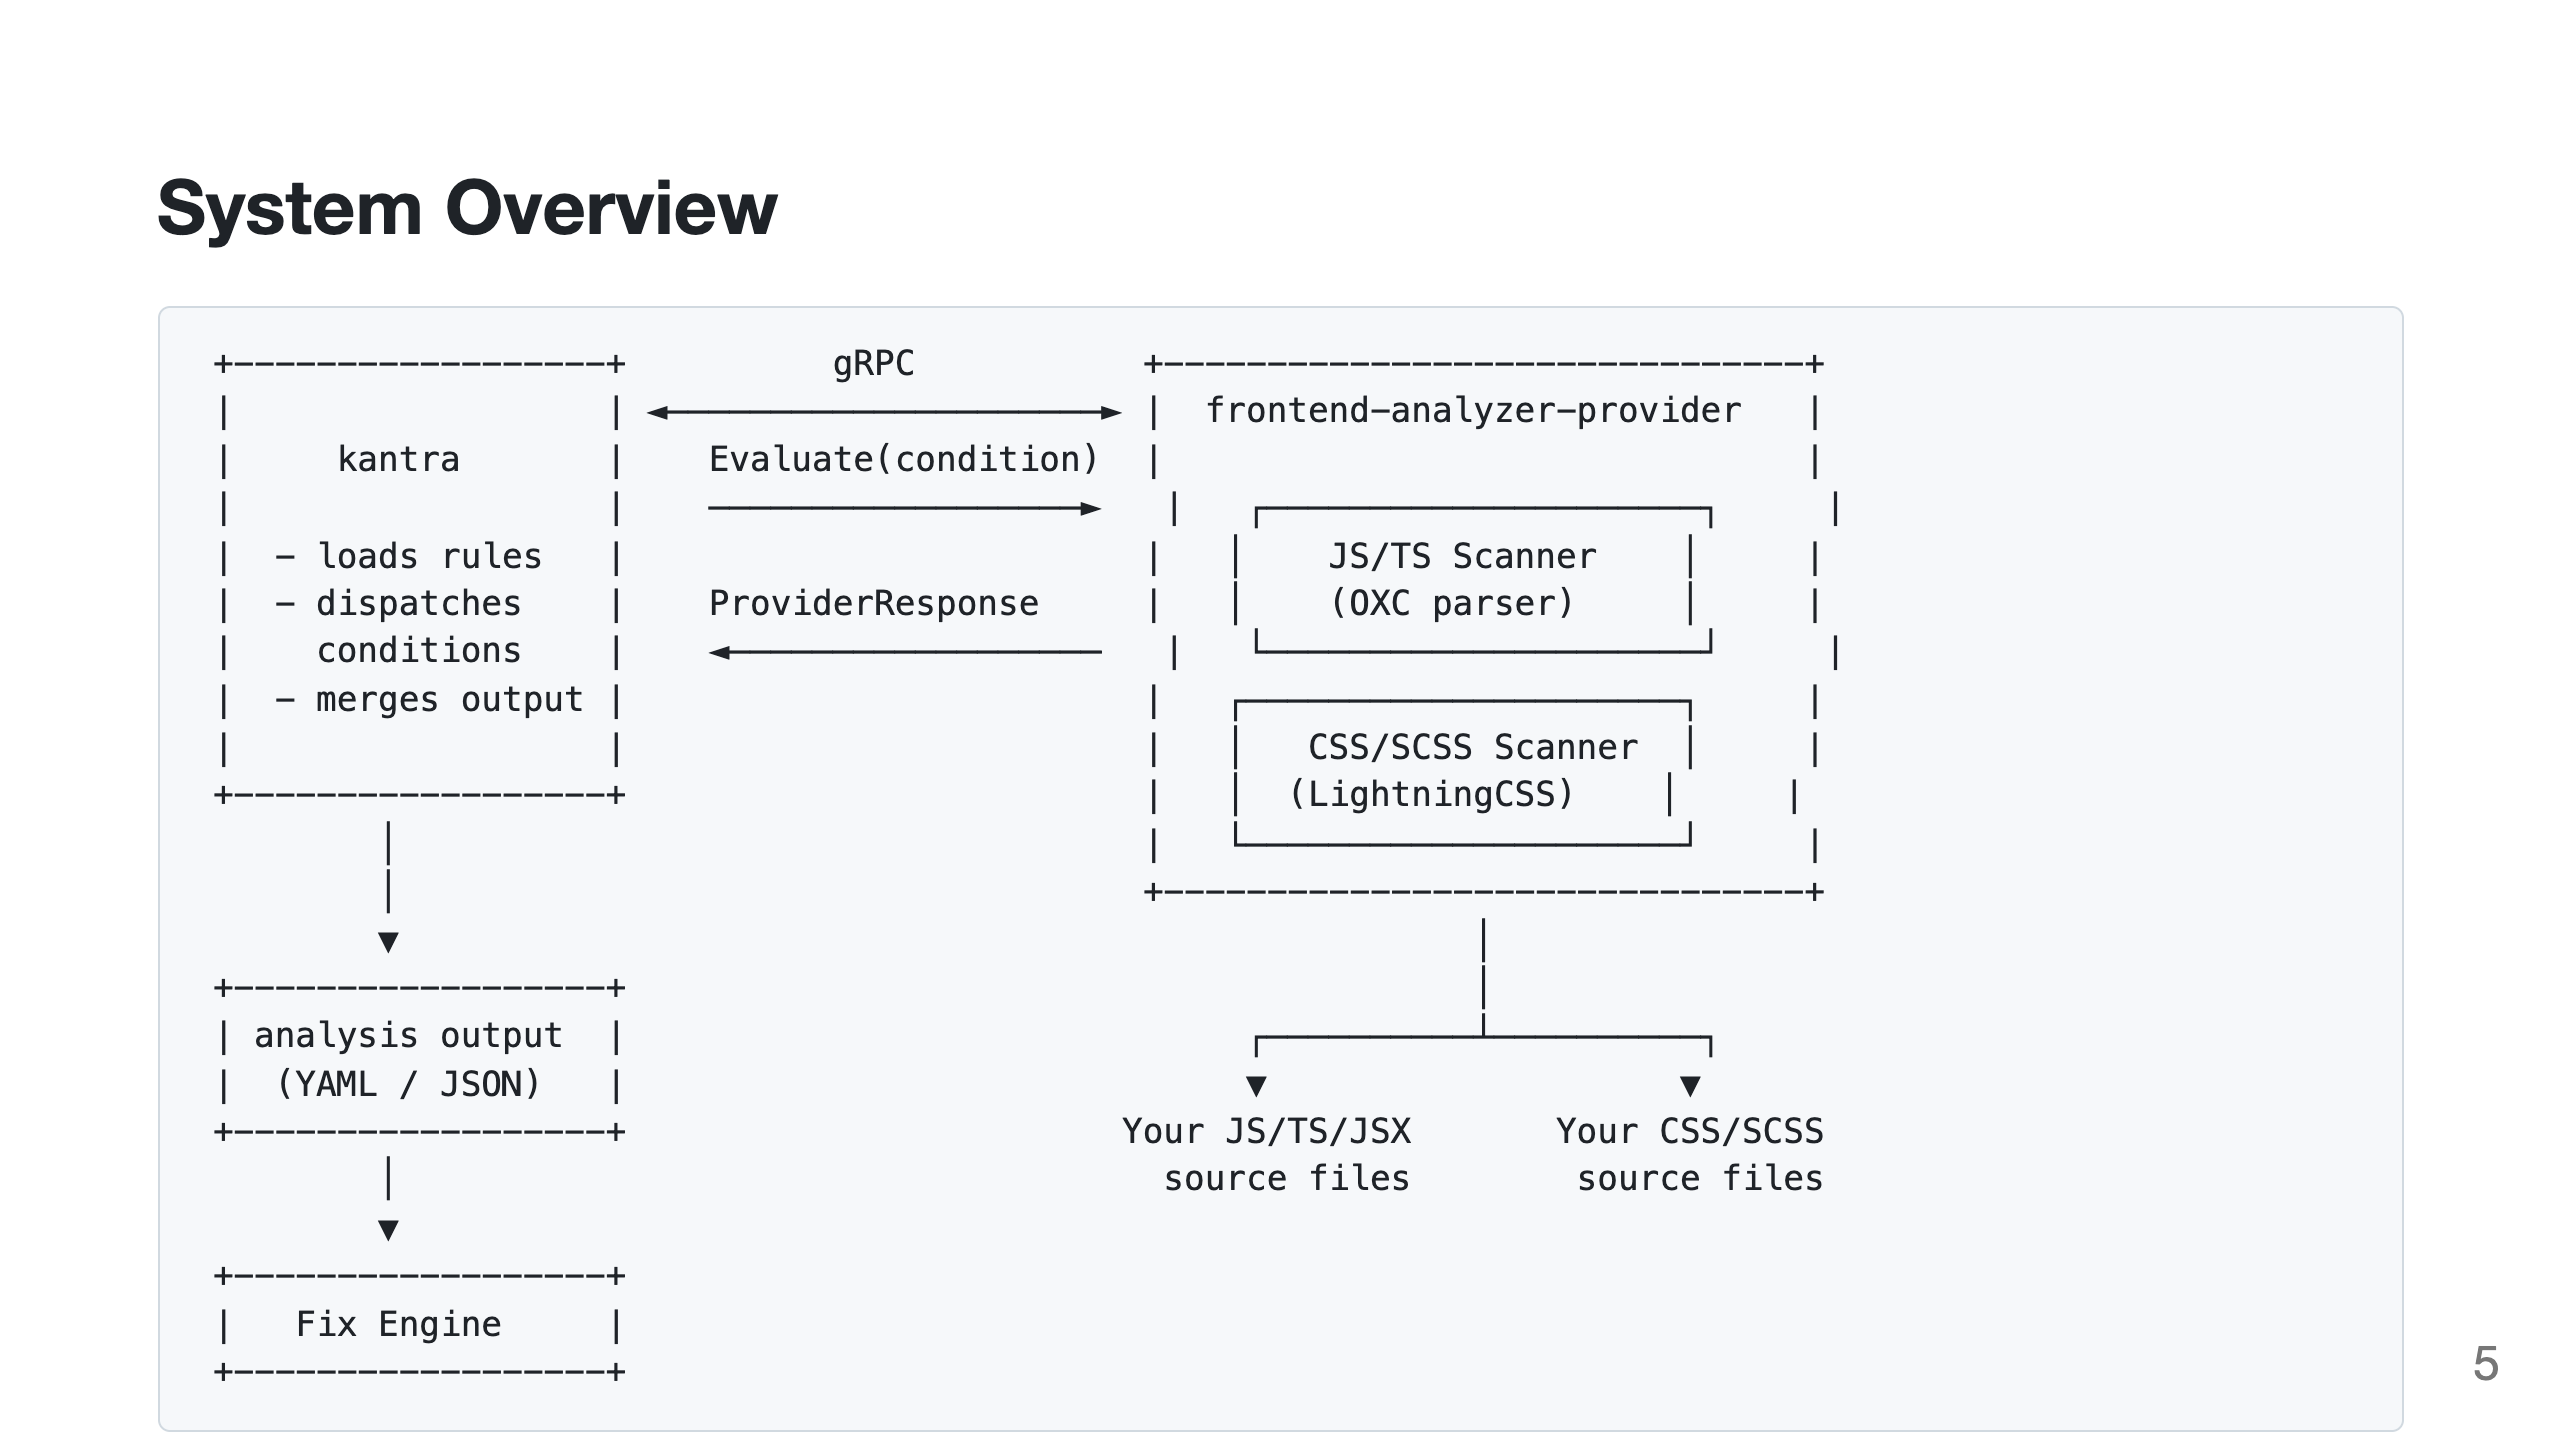 System Overview
gRPC
frontend-analyzer-provider
kantra
Evaluate(condition)
- loads rules
- dispatches
conditions
- merges output
ProviderResponse
JS/TS Scanner
(OXC parser)
CSS/SCSS Scanner
(LightningCSS)
analysis output
(YAML / JSON)
Your JS/TS/JSX
source files
Your CSS/SCSS
source files
Fix Engine
5